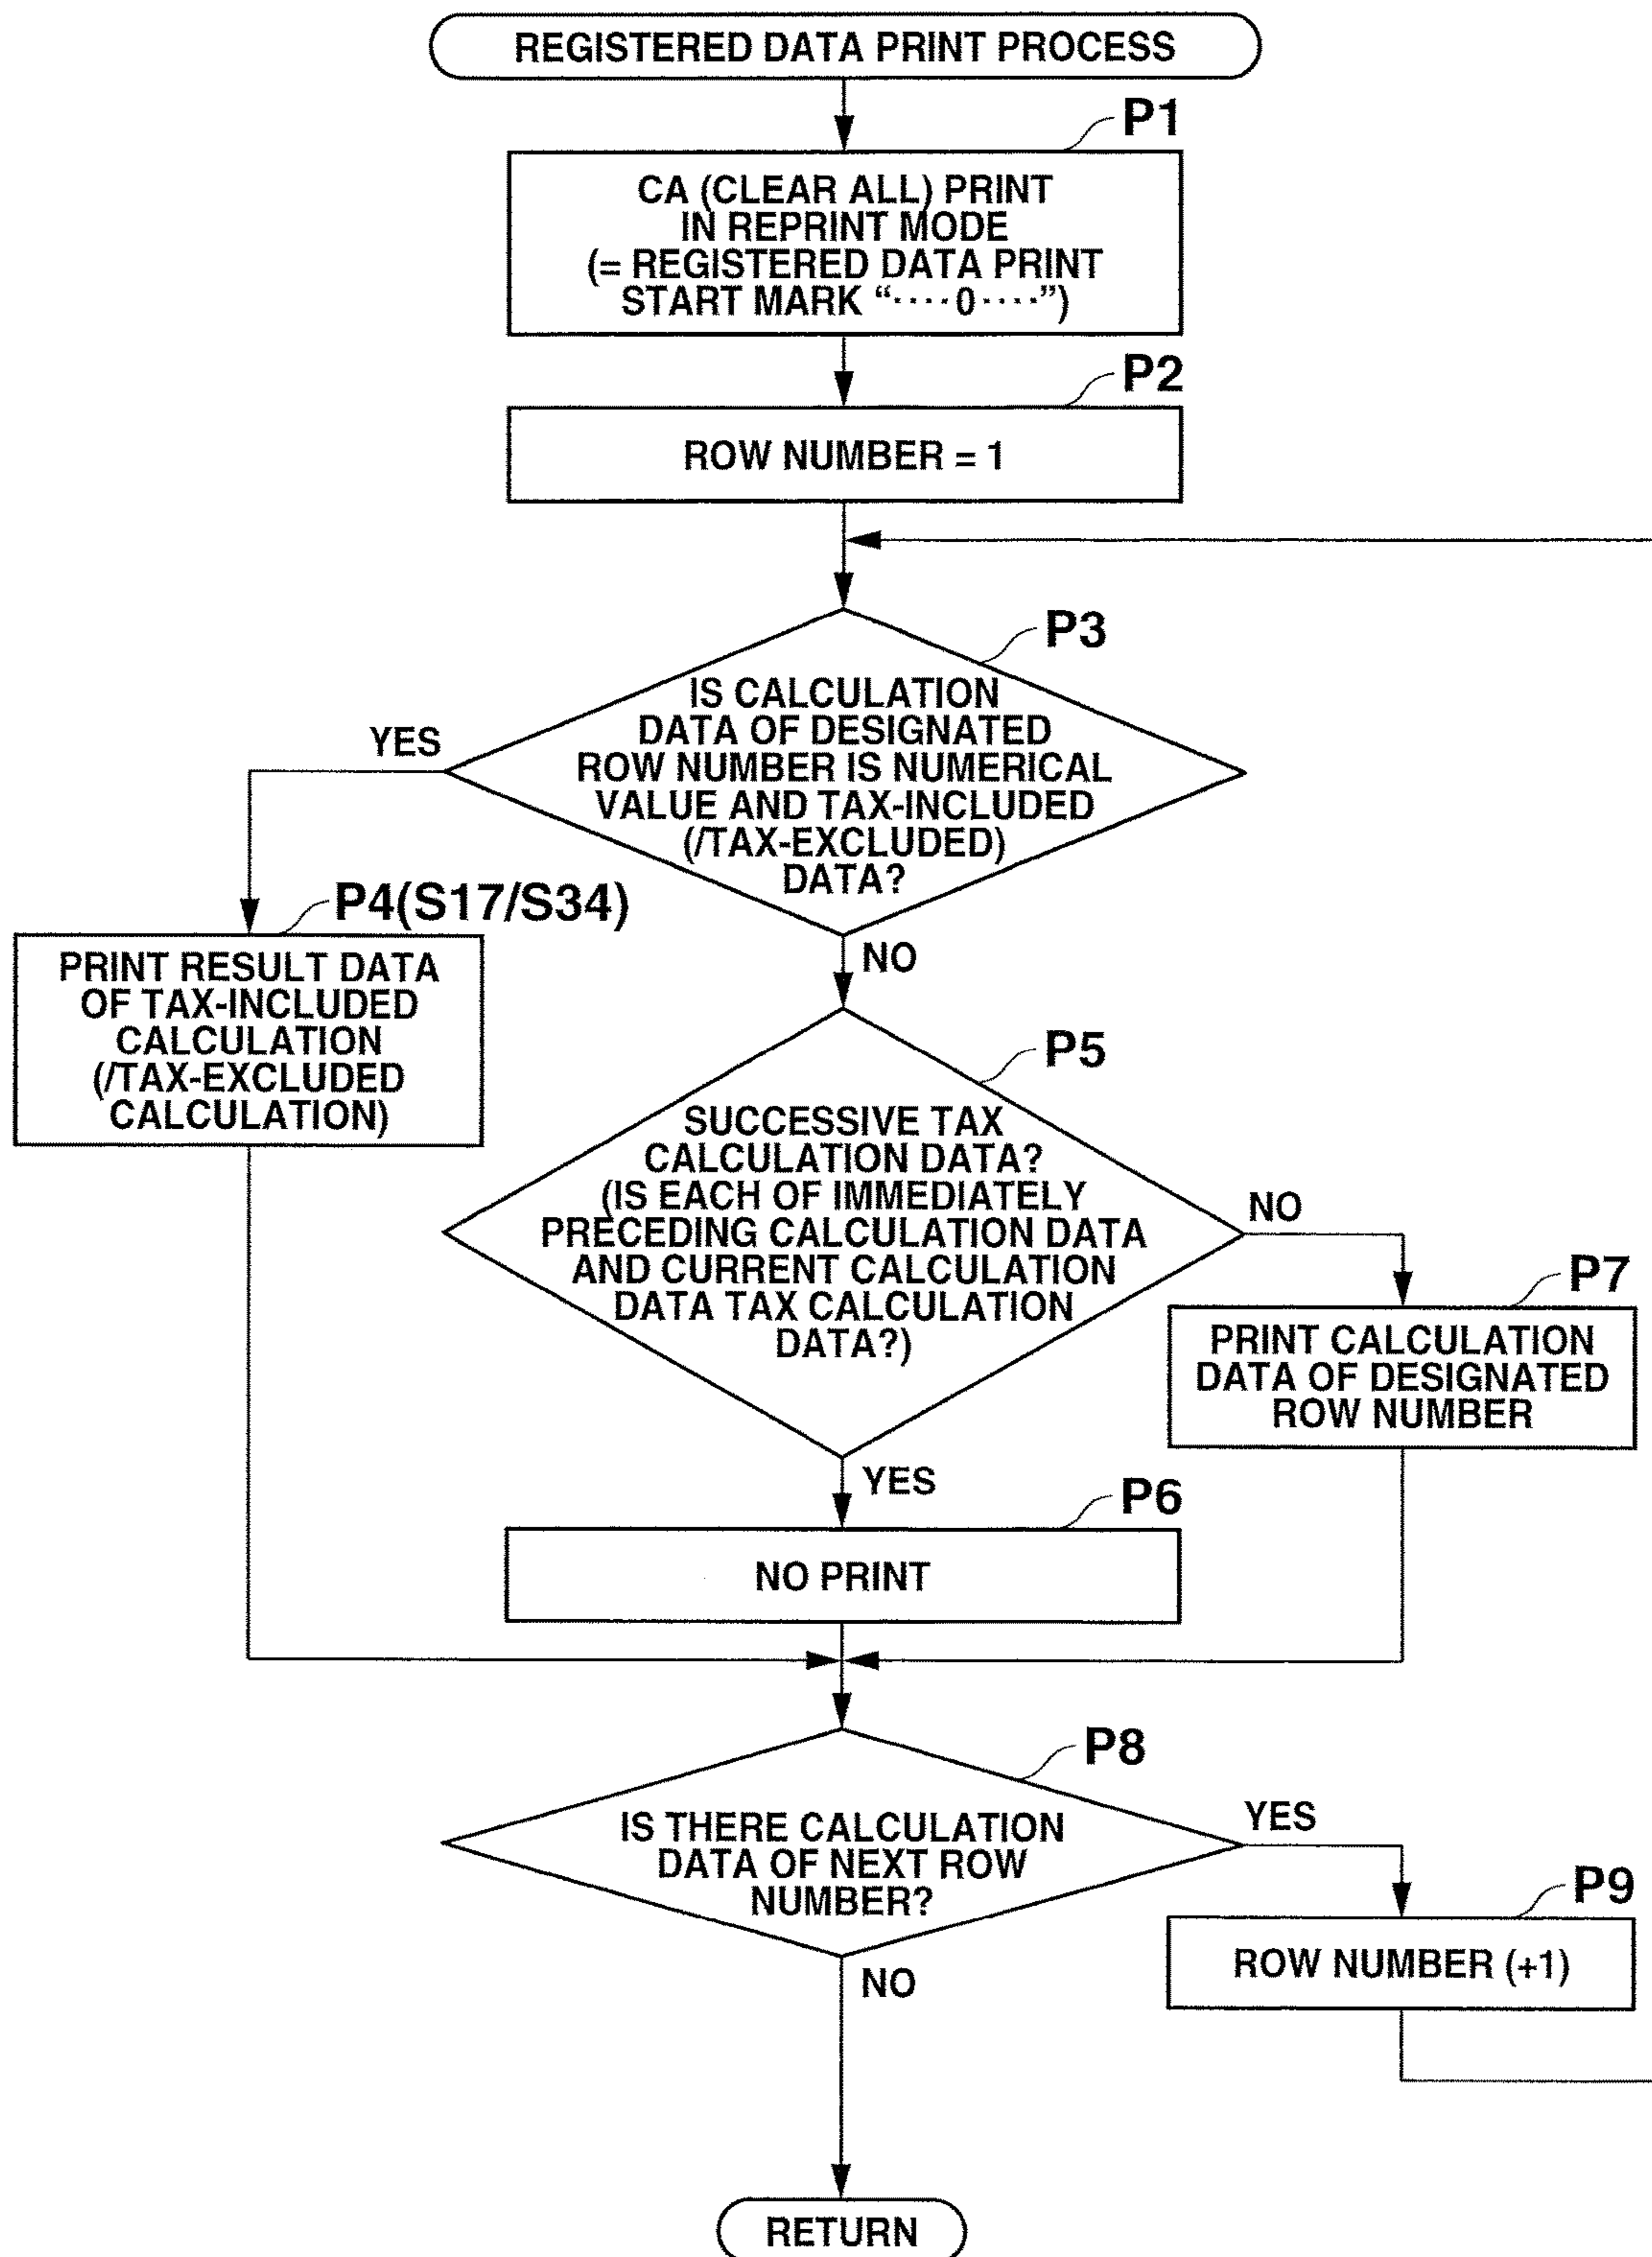 REGISTERED DATA PRINT PROCESS
P1
CA (CLEAR ALL) PRINT
IN REPRINT MODE
(= REGISTERED DATA PRINT
START MARK “····0····”)
P2
ROW NUMBER = 1
P3
IS CALCULATION
DATA OF DESIGNATED
ROW NUMBER IS NUMERICAL
VALUE AND TAX-INCLUDED
(/TAX-EXCLUDED)
DATA?
YES
NO
P4(S17/S34)
PRINT RESULT DATA
OF TAX-INCLUDED
CALCULATION
(/TAX-EXCLUDED
CALCULATION)
P5
SUCCESSIVE TAX
CALCULATION DATA?
(IS EACH OF IMMEDIATELY
PRECEDING CALCULATION DATA
AND CURRENT CALCULATION
DATA TAX CALCULATION
DATA?)
NO
YES
P7
PRINT CALCULATION
DATA OF DESIGNATED
ROW NUMBER
P6
NO PRINT
P8
IS THERE CALCULATION
DATA OF NEXT ROW
NUMBER?
YES
NO
P9
ROW NUMBER (+1)
RETURN